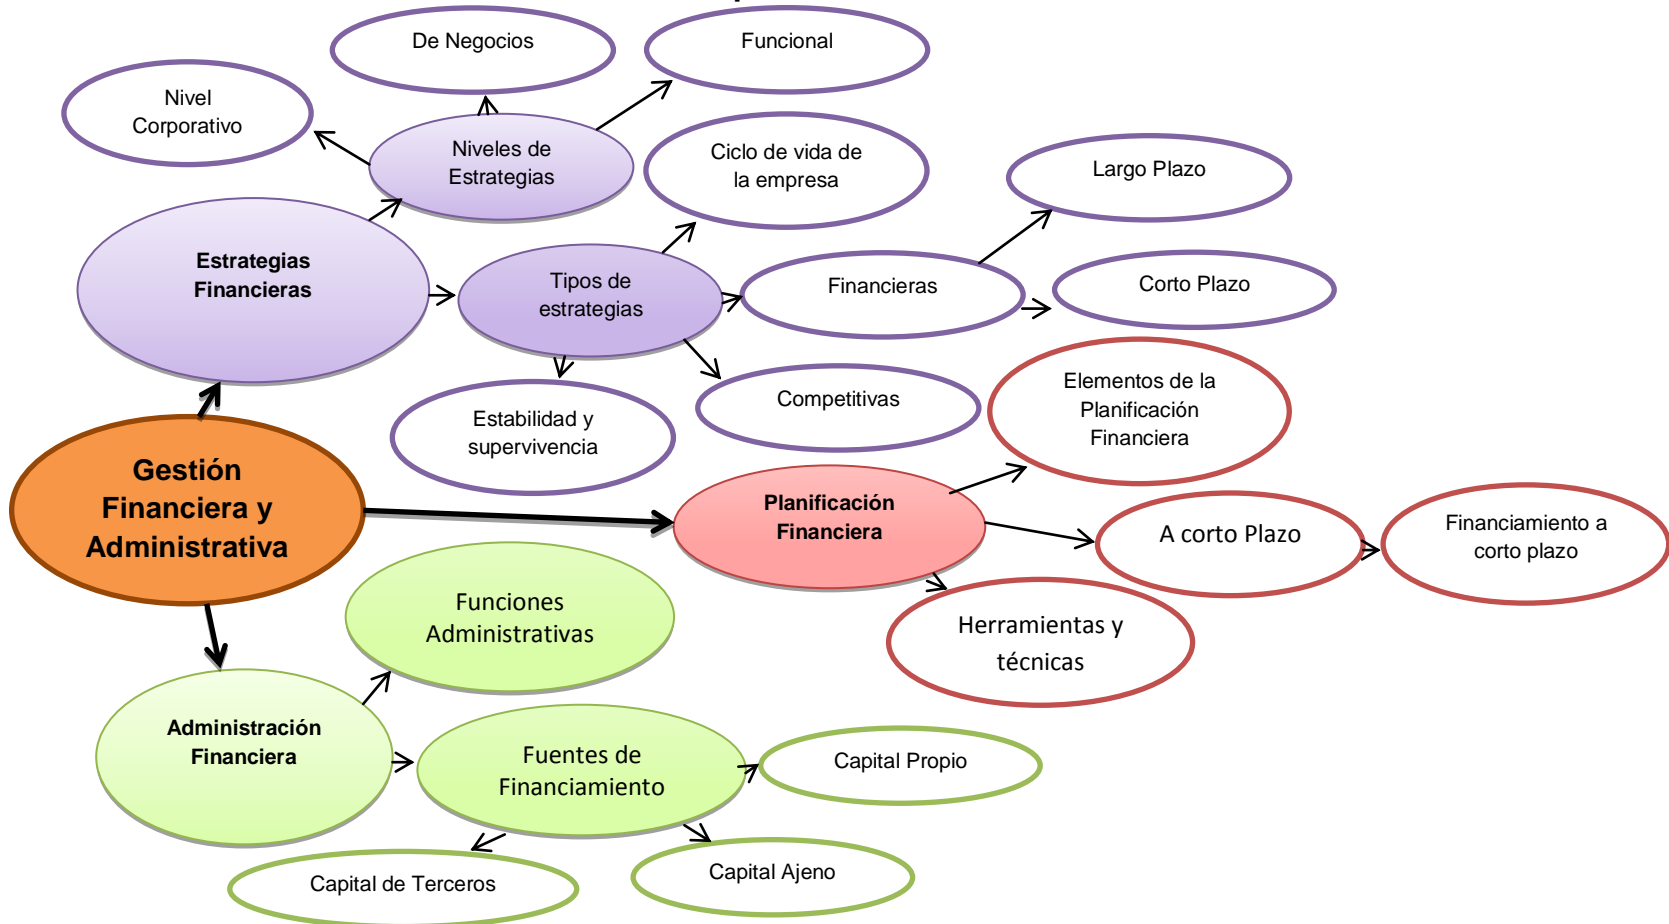 De Negocios
Funcional
Nivel
Corporativo
Niveles de
Estrategias
Ciclo de vida de
la empresa
Largo Plazo
Estrategias
Financieras
Tipos de
estrategias
Financieras
Corto Plazo
Estabilidad y
supervivencia
Competitivas
Elementos de la
Planificación
Financiera
Gestión
Financiera y
Administrativa
Planificación
Financiera
A corto Plazo
Financiamiento a
corto plazo
Herramientas y
técnicas
Funciones
Administrativas
Administración
Financiera
Fuentes de
Financiamiento
Capital Propio
Capital de Terceros
Capital Ajeno